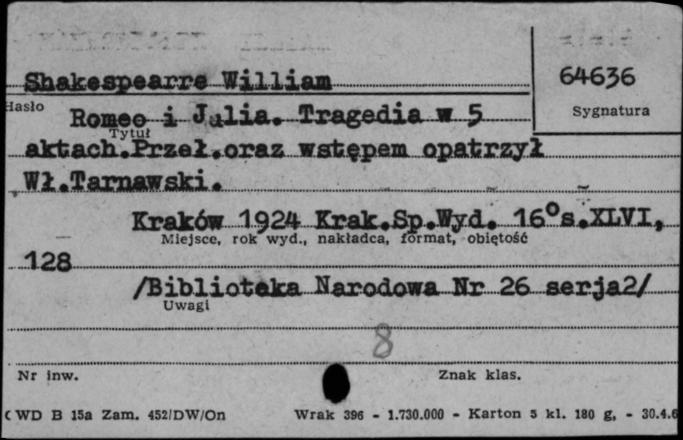 Shakespearre William
64636
Hasło
Sygnatura
Romeo i Julia. Tragedia w 5
Tytuł
aktach.Przeł.oraz wstępem opatrzył
Wł.Tarnawski.
Kraków 1924 Krak.Sp.Wyd. 16°s.XLVI,
Miejsce, rok wyd., nakładca, format, objętość
128
/Biblioteka Narodowa Nr 26 serja2/
Uwagi
8
Nr inw.
Znak klas.
CWD B 15a Zam. 452/DW/On
Wrak 396 - 1.730.000 - Karton 5 kl. 180 g, - 30.4.6